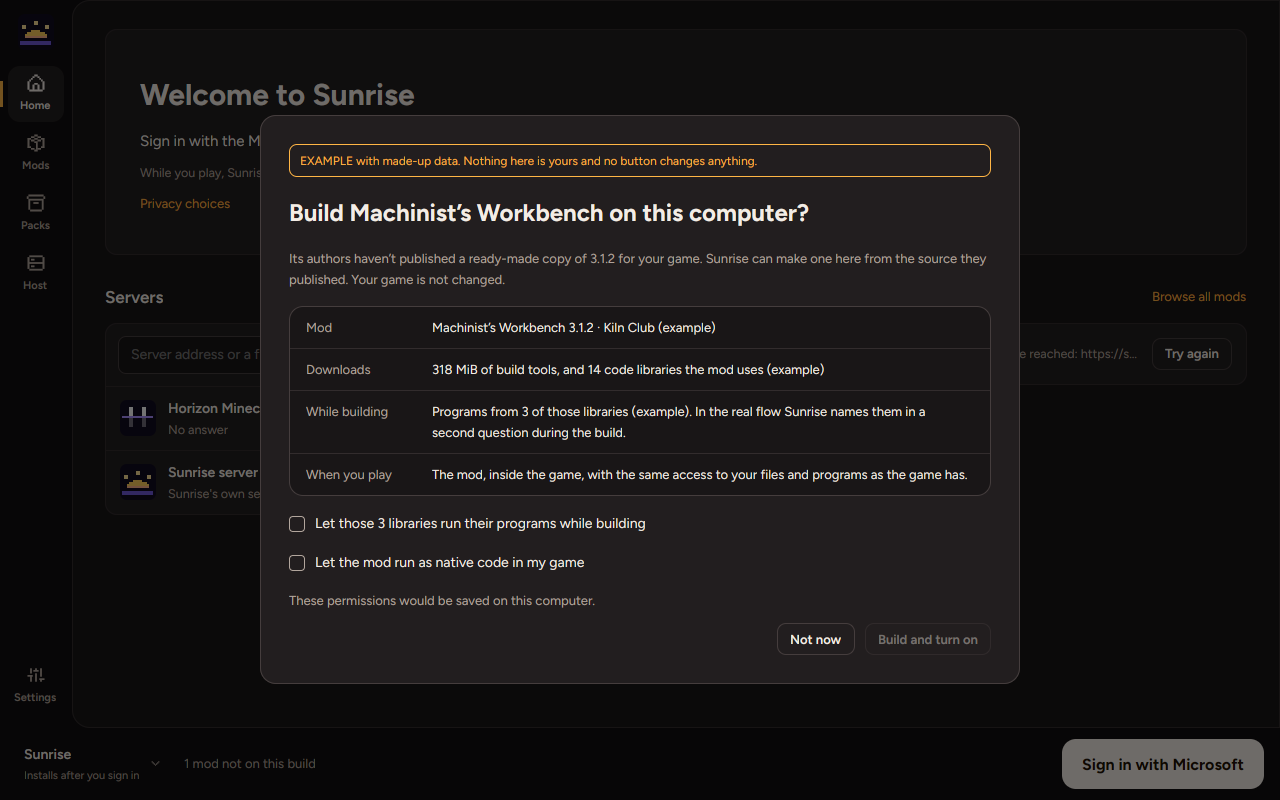 Home
Mods
Packs
Host
Settings
Welcome to Sunrise
Sign in with the M
While you play, Sunris
Privacy choices
Servers
Browse all mods
Server address or a f
e reached: https://s...
Try again
Horizon Minec
No answer
Sunrise server
Sunrise's own se
EXAMPLE with made-up data. Nothing here is yours and no button changes anything.
Build Machinist’s Workbench on this computer?
Its authors haven’t published a ready-made copy of 3.1.2 for your game. Sunrise can make one here from the source they
published. Your game is not changed.
Mod
Machinist’s Workbench 3.1.2 · Kiln Club (example)
Downloads
318 MiB of build tools, and 14 code libraries the mod uses (example)
While building
Programs from 3 of those libraries (example). In the real flow Sunrise names them in a
second question during the build.
When you play
The mod, inside the game, with the same access to your files and programs as the game has.
Let those 3 libraries run their programs while building
Let the mod run as native code in my game
These permissions would be saved on this computer.
Not now
Build and turn on
Sunrise
Installs after you sign in
1 mod not on this build
Sign in with Microsoft